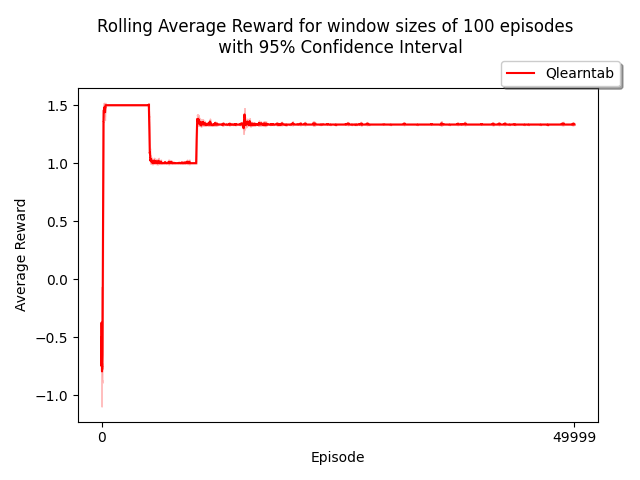 Rolling Average Reward for window sizes of 100 episodes
with 95% Confidence Interval
Qlearntab
1.5
1.0
0.5
0.0
−0.5
−1.0
Average Reward
0
49999
Episode